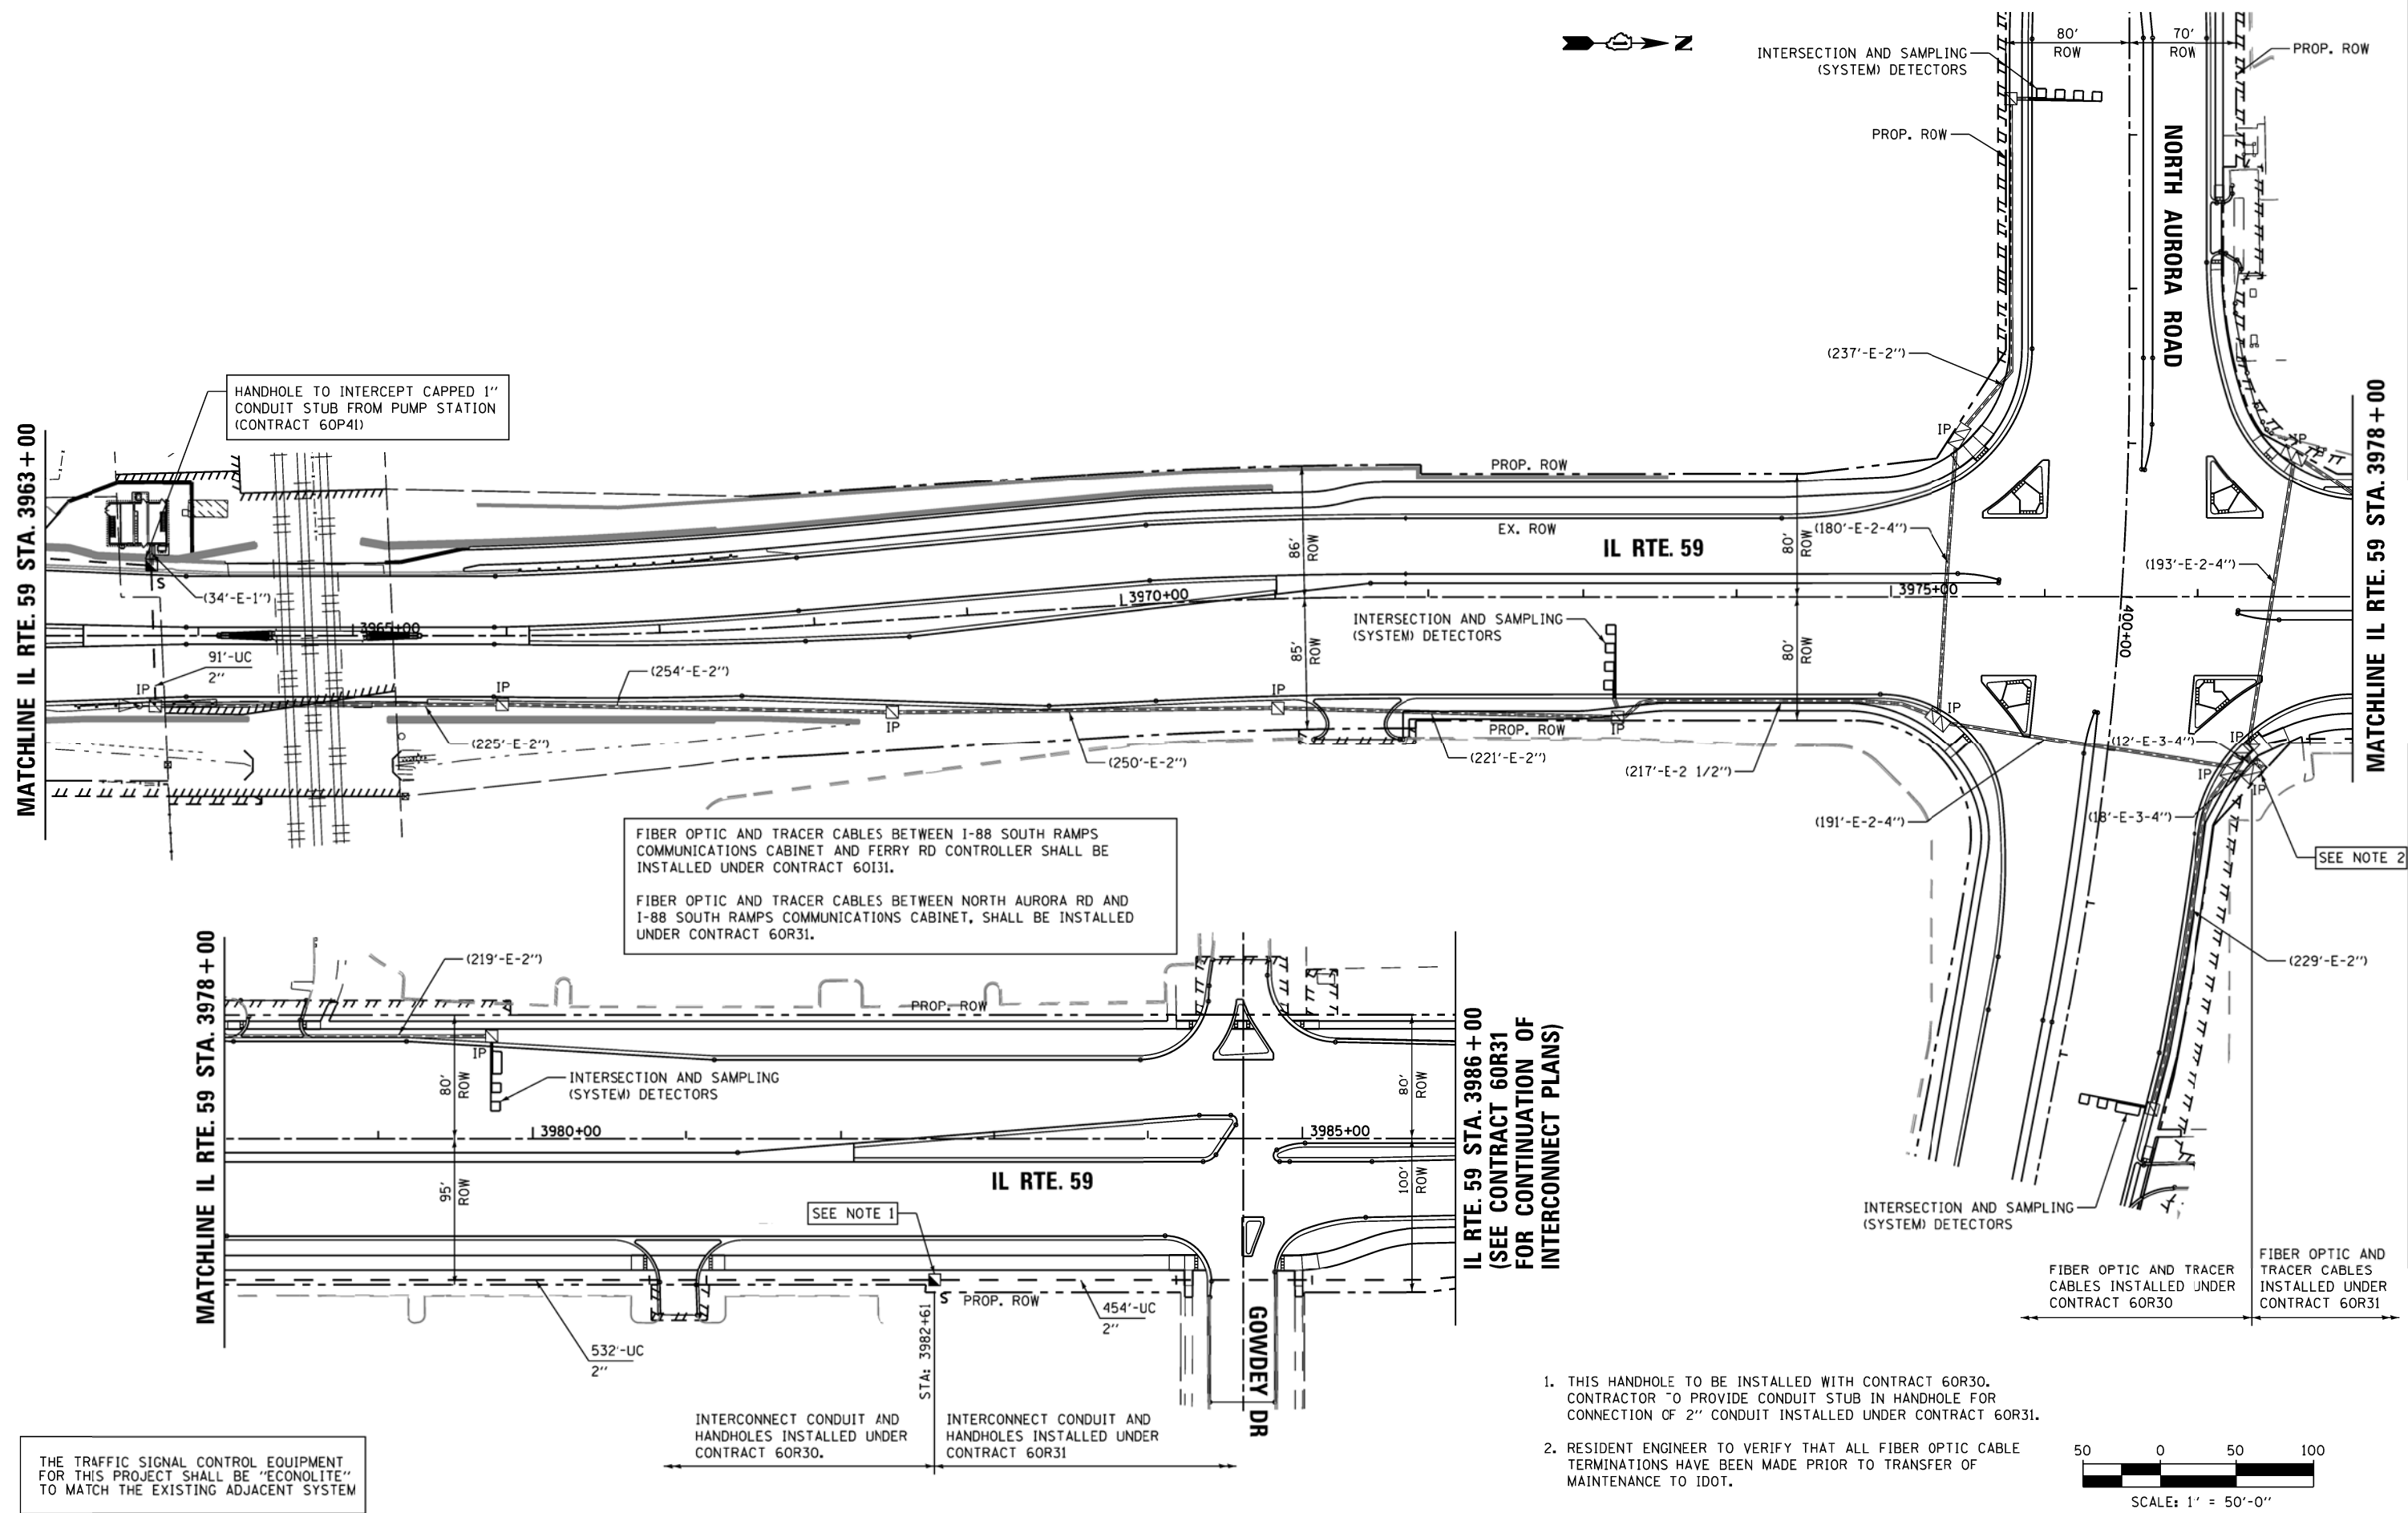 N
INTERSECTION AND SAMPLING
(SYSTEM) DETECTORS
80'
ROW
70'
ROW
PROP. ROW
PROP. ROW
NORTH AURORA ROAD
(237'-E-2")
IP
IP
HANDHOLE TO INTERCEPT CAPPED 1"
CONDUIT STUB FROM PUMP STATION
(CONTRACT 60P41)
MATCHLINE IL RTE. 59 STA. 3963+00
MATCHLINE IL RTE. 59 STA. 3978+00
PROP. ROW
EX. ROW
IL RTE. 59
86'
ROW
80'
ROW
(180'-E-2-4")
(193'-E-2-4")
S
(34'-E-1")
3965+00
3970+00
3975+00
400+00
INTERSECTION AND SAMPLING
(SYSTEM) DETECTORS
85'
ROW
80'
ROW
91'-UC
2"
IP
IP
(254'-E-2")
IP
IP
IP
IP
PROP. ROW
(225'-E-2")
(250'-E-2")
(221'-E-2")
(217'-E-2 1/2")
IP
(12'-E-3-4")
IP
IP
(18'-E-3-4")
(191'-E-2-4")
SEE NOTE 2
FIBER OPTIC AND TRACER CABLES BETWEEN I-88 SOUTH RAMPS
COMMUNICATIONS CABINET AND FERRY RD CONTROLLER SHALL BE
INSTALLED UNDER CONTRACT 60I31.
FIBER OPTIC AND TRACER CABLES BETWEEN NORTH AURORA RD AND
I-88 SOUTH RAMPS COMMUNICATIONS CABINET, SHALL BE INSTALLED
UNDER CONTRACT 60R31.
(229'-E-2")
MATCHLINE IL RTE. 59 STA. 3978+00
(219'-E-2")
PROP. ROW
IP
INTERSECTION AND SAMPLING
(SYSTEM) DETECTORS
80'
ROW
80'
ROW
3980+00
3985+00
IL RTE. 59
95'
ROW
100'
ROW
SEE NOTE 1
S
PROP. ROW
454'-UC
2"
532'-UC
2"
STA: 3982+61
GOWDEY DR
IL RTE. 59 STA. 3986+00
(SEE CONTRACT 60R31
FOR CONTINUATION OF
INTERCONNECT PLANS)
INTERSECTION AND SAMPLING
(SYSTEM) DETECTORS
FIBER OPTIC AND TRACER
CABLES INSTALLED UNDER
CONTRACT 60R30
FIBER OPTIC AND
TRACER CABLES
INSTALLED UNDER
CONTRACT 60R31
INTERCONNECT CONDUIT AND
HANDHOLES INSTALLED UNDER
CONTRACT 60R30.
INTERCONNECT CONDUIT AND
HANDHOLES INSTALLED UNDER
CONTRACT 60R31
THE TRAFFIC SIGNAL CONTROL EQUIPMENT
FOR THIS PROJECT SHALL BE "ECONOLITE"
TO MATCH THE EXISTING ADJACENT SYSTEM
1. THIS HANDHOLE TO BE INSTALLED WITH CONTRACT 60R30.
CONTRACTOR TO PROVIDE CONDUIT STUB IN HANDHOLE FOR
CONNECTION OF 2" CONDUIT INSTALLED UNDER CONTRACT 60R31.
2. RESIDENT ENGINEER TO VERIFY THAT ALL FIBER OPTIC CABLE
TERMINATIONS HAVE BEEN MADE PRIOR TO TRANSFER OF
MAINTENANCE TO IDOT.
50 0 50 100
SCALE: 1' = 50'-0"